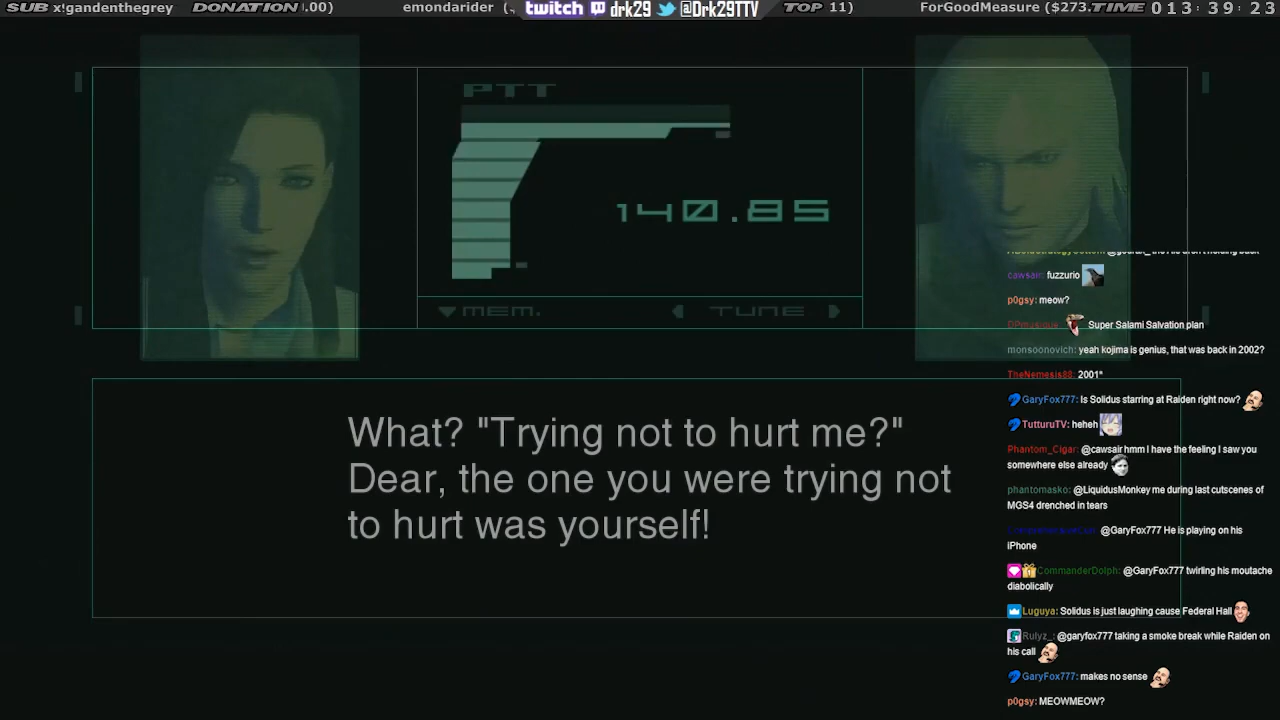 SUB x!gandenthegrey DONATION .00) emondarider (. twitch drk29 @Drk29TTV TOP 11) ForGoodMeasure ($273. TIME 013:39:23
PTT
140.85
MEM. TUNE
What? "Trying not to hurt me?"
Dear, the one you were trying not
to hurt was yourself!
cawsair: fuzzurio
p0gsy: meow?
DPmusique: Super Salami Salvation plan
monsoonovich: yeah kojima is genius, that was back in 2002?
TheNemesis88: 2001*
GaryFox777: Is Solidus starring at Raiden right now?
TutturuTV: heheh
Phantom_Cigar: @cawsair hmm I have the feeling I saw you
somewhere else already
phantomasko: @LiquidusMonkey me during last cutscenes of
MGS4 drenched in tears
@GaryFox777 He is playing on his
iPhone
CommanderDolph: @GaryFox777 twirling his moutache
diabolically
Luguya: Solidus is just laughing cause Federal Hall
Rulyz_: @garyfox777 taking a smoke break while Raiden on
his call
GaryFox777: makes no sense
p0gsy: MEOWMEOW?